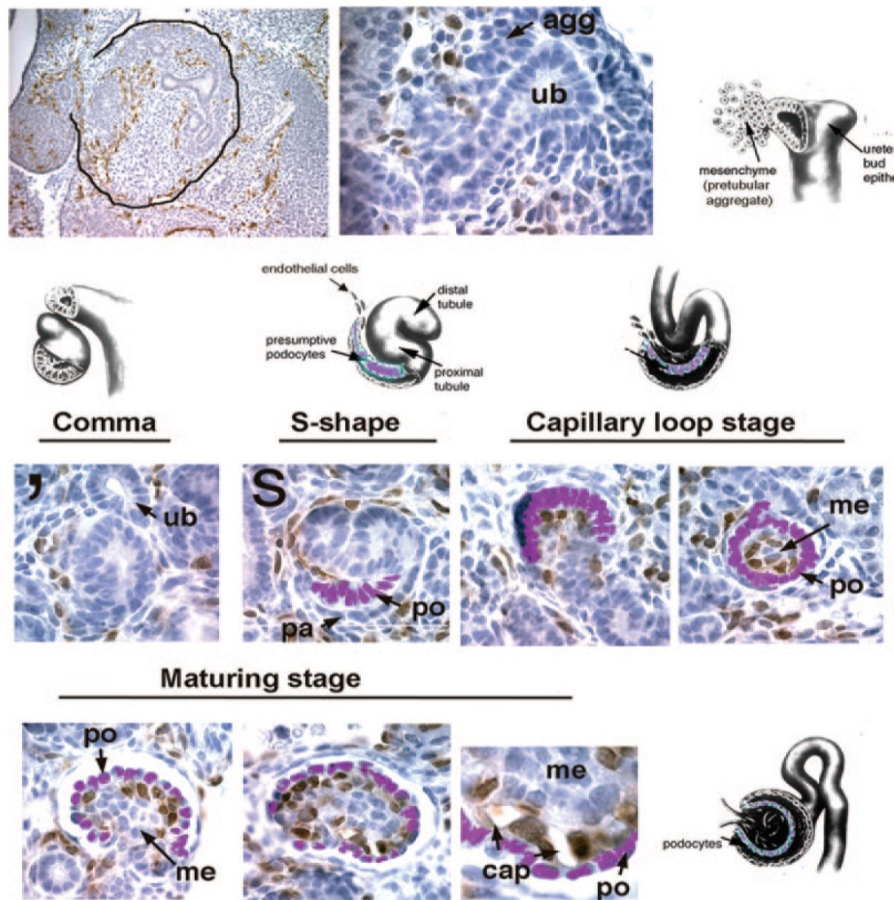 agg
ub
mesenchyme
(pretubular
aggregate)
urete
bud
epithe
endothelial cells
distal
tubule
presumptive
podocytes
proximal
tubule
Comma
S-shape
Capillary loop stage
,
ub
S
po
pa
me
po
Maturing stage
po
me
me
cap
po
podocytes